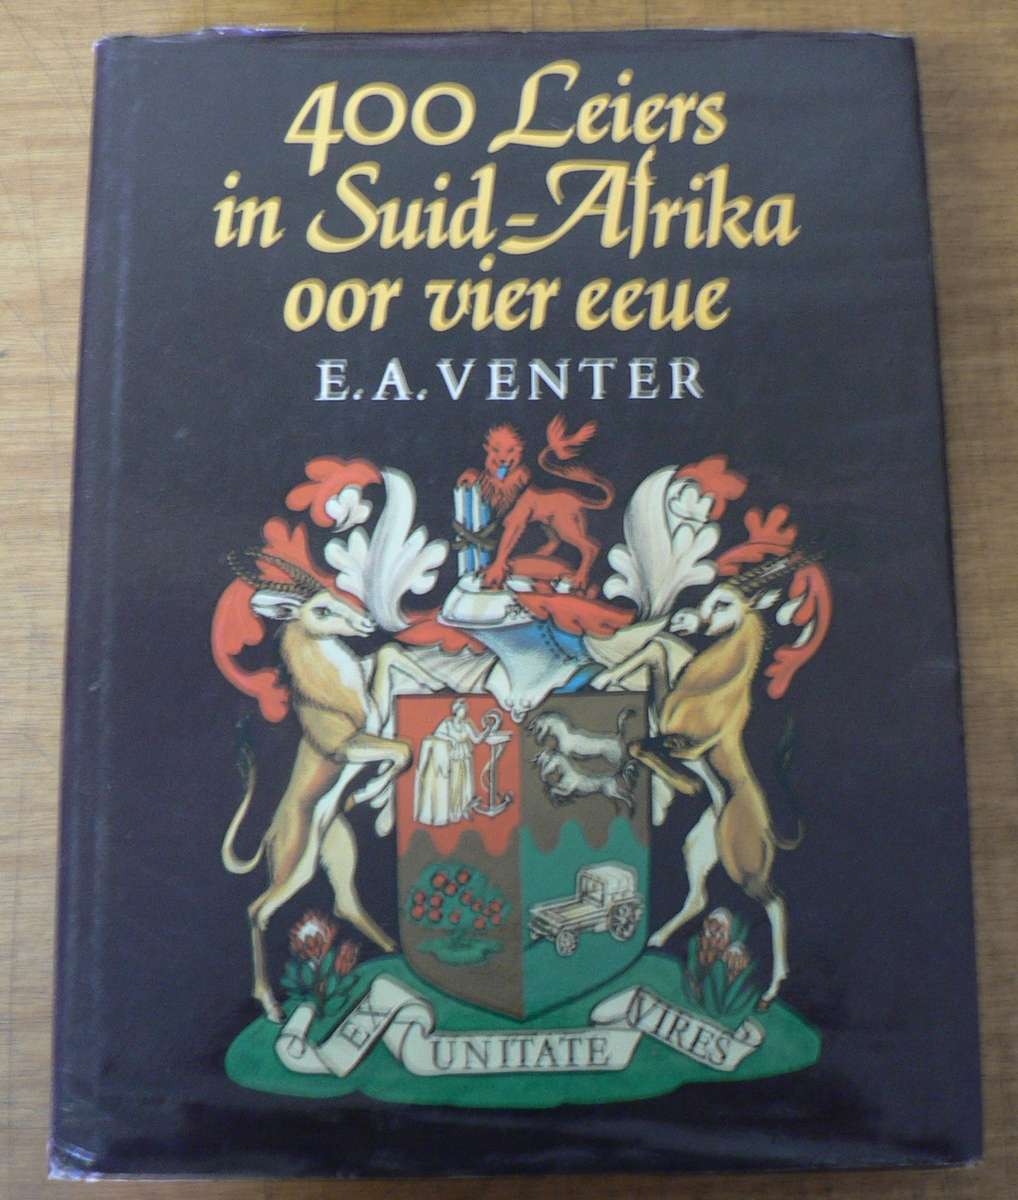 400 Leiers
in Suid-Afrika
oor vier eeue
E.A.VENTER
EX
UNITATE
VIRES